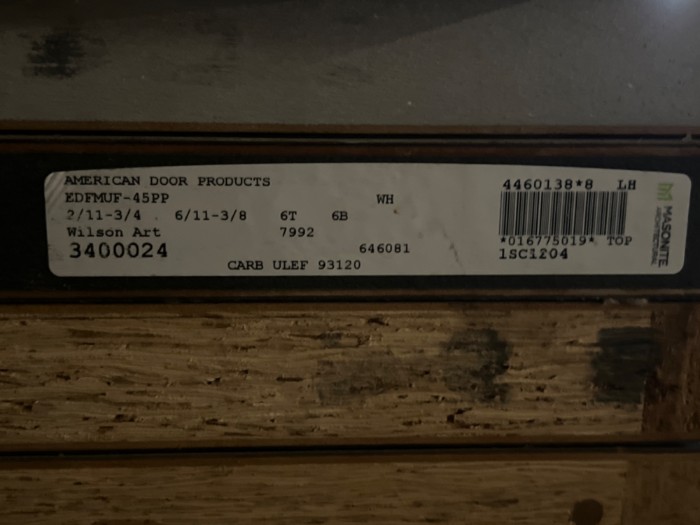 AMERICAN DOOR PRODUCTS
EDFMUF-45PP WH
2/11-3/4 . 6/11-3/8 6T 6B
Wilson Art 7992
3400024 646081
CARB ULEF 93120
4460138*8 LH
*016775019* TOP
1SC1204
MASONITE
ARCHITECTURAL